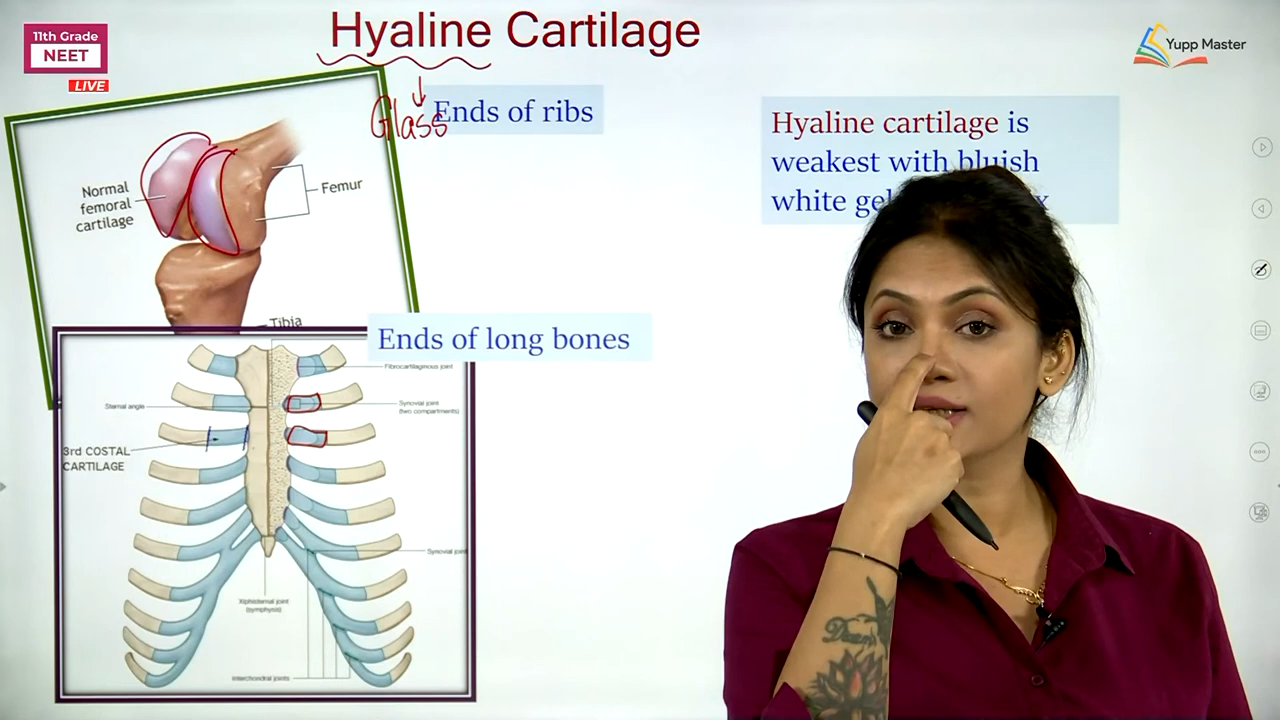 11th Grade
NEET
LIVE
Hyaline Cartilage
Yupp Master
Glass
Ends of ribs
Hyaline cartilage is
weakest with bluish
white gel
Normal
femoral
cartilage
Femur
Tibia
Ends of long bones
Fibrocartilaginous joint
Sternal angle
Synovial joint
(two compartments)
3rd COSTAL
CARTILAGE
Synovial joint
Xiphisternal joint
(symphysis)
Interchondral joints